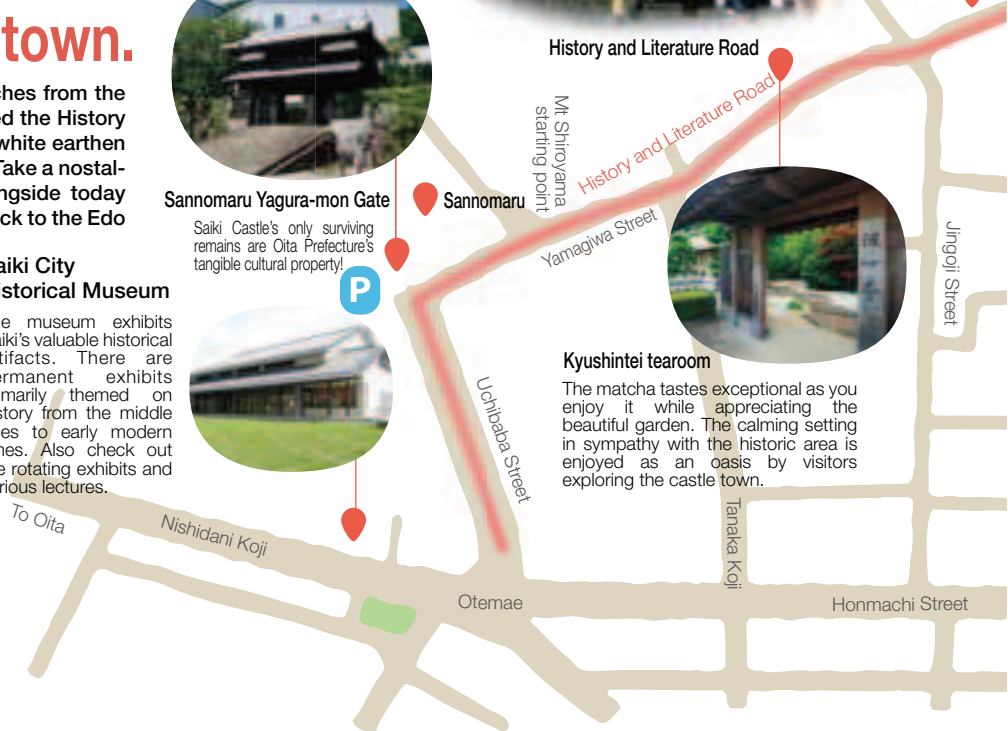 town.
ches from the
ed the History
white earthen
Take a nostal-
ngside today
ck to the Edo
Sannomaru Yagura-mon Gate
Saiki Castle's only surviving
remains are Oita Prefecture's
tangible cultural property!
P
Sannomaru
History and Literature Road
Mt Shiroyama
starting point
History and Literature Road
Yamagiwa Street
Jingoji Street
aiki City
istorical Museum
e museum exhibits
aiki's valuable historical
tifacts. There are
ermanent exhibits
marily themed on
story from the middle
es to early modern
mes. Also check out
e rotating exhibits and
rious lectures.
Kyushintei tearoom
The matcha tastes exceptional as you
enjoy it while appreciating the
beautiful garden. The calming setting
in sympathy with the historic area is
enjoyed as an oasis by visitors
exploring the castle town.
Uchibaba Street
To Oita
Nishidani Koji
Tanaka Koji
Otemae
Honmachi Street